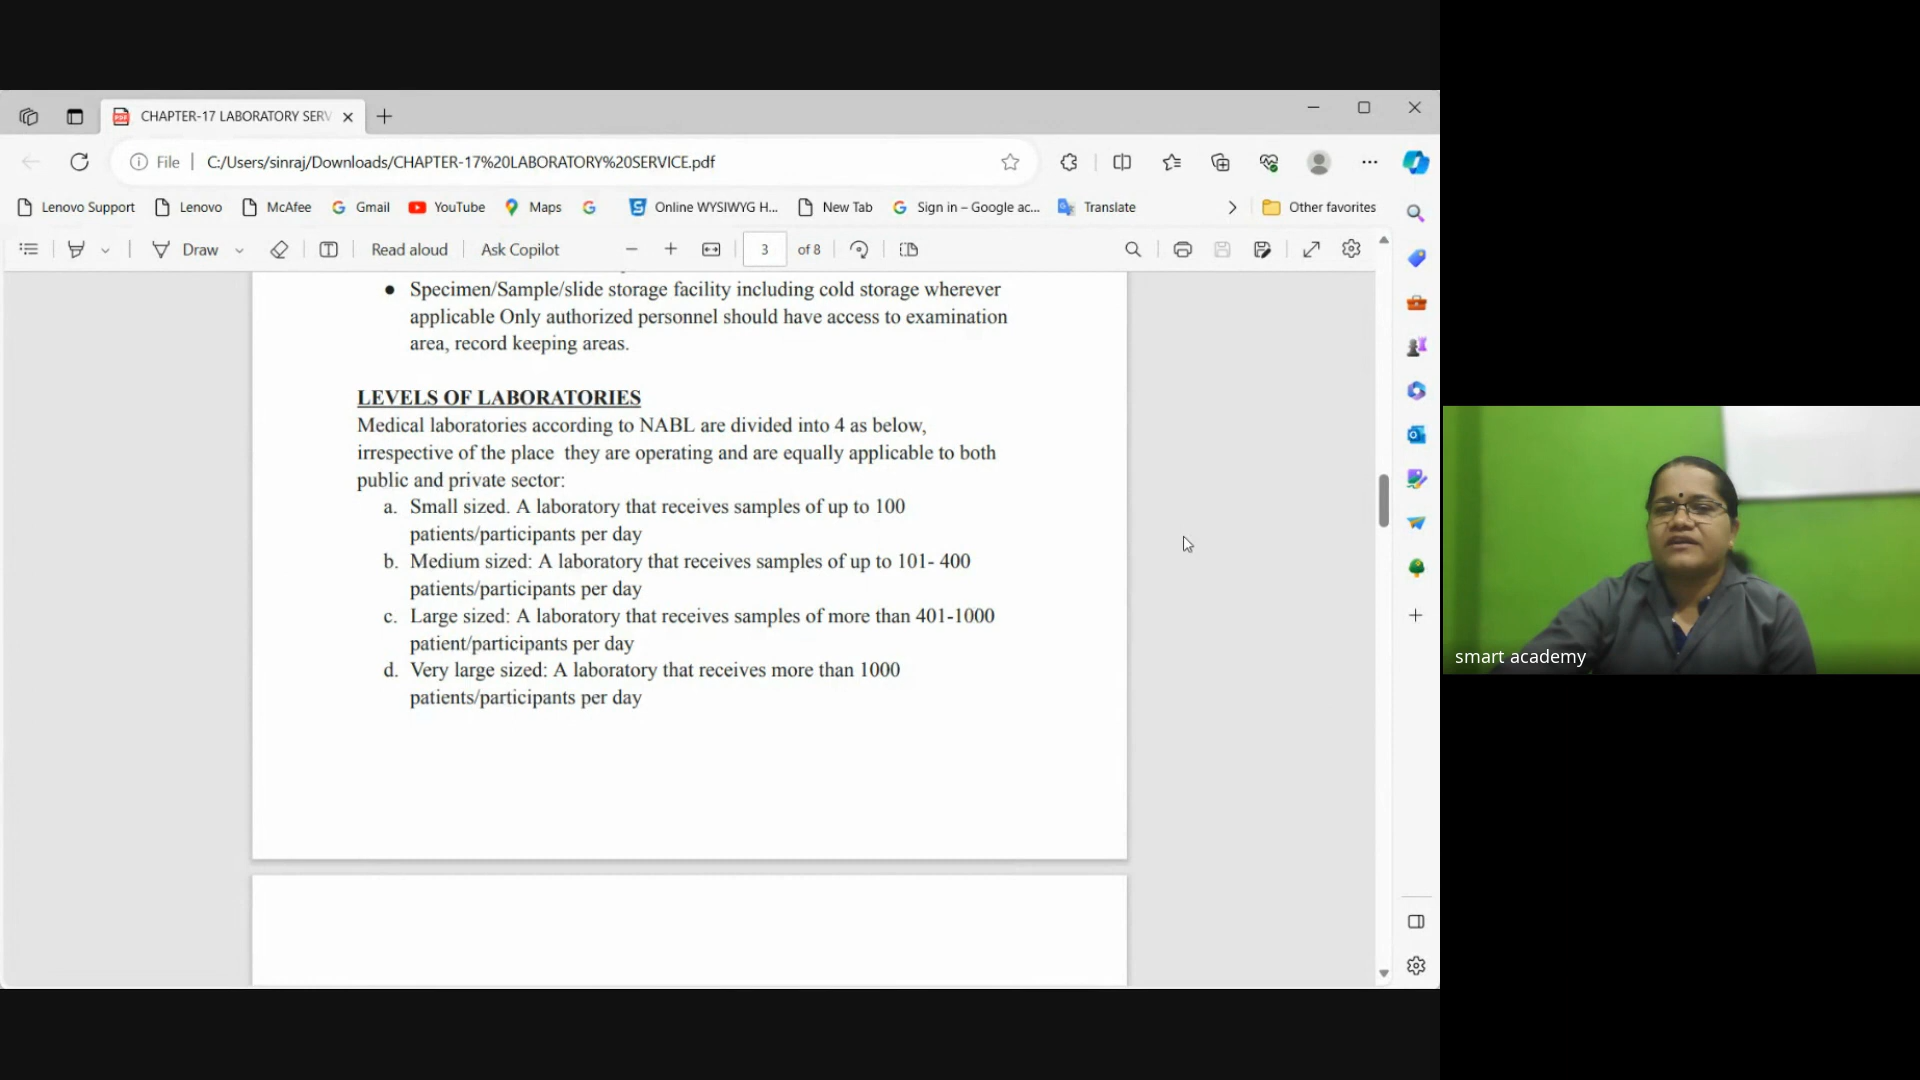 CHAPTER-17 LABORATORY SERV
File
C:/Users/sinraj/Downloads/CHAPTER-17%20LABORATORY%20SERVICE.pdf
Lenovo Support Lenovo McAfee Gmail YouTube Maps Online WYSIWYG H... New Tab Sign in – Google ac... Translate Other favorites
Draw Read aloud Ask Copilot 3 of 8
● Specimen/Sample/slide storage facility including cold storage wherever
applicable Only authorized personnel should have access to examination
area, record keeping areas.
LEVELS OF LABORATORIES
Medical laboratories according to NABL are divided into 4 as below,
irrespective of the place they are operating and are equally applicable to both
public and private sector:
a. Small sized. A laboratory that receives samples of up to 100
patients/participants per day
b. Medium sized: A laboratory that receives samples of up to 101- 400
patients/participants per day
c. Large sized: A laboratory that receives samples of more than 401-1000
patient/participants per day
d. Very large sized: A laboratory that receives more than 1000
patients/participants per day
smart academy